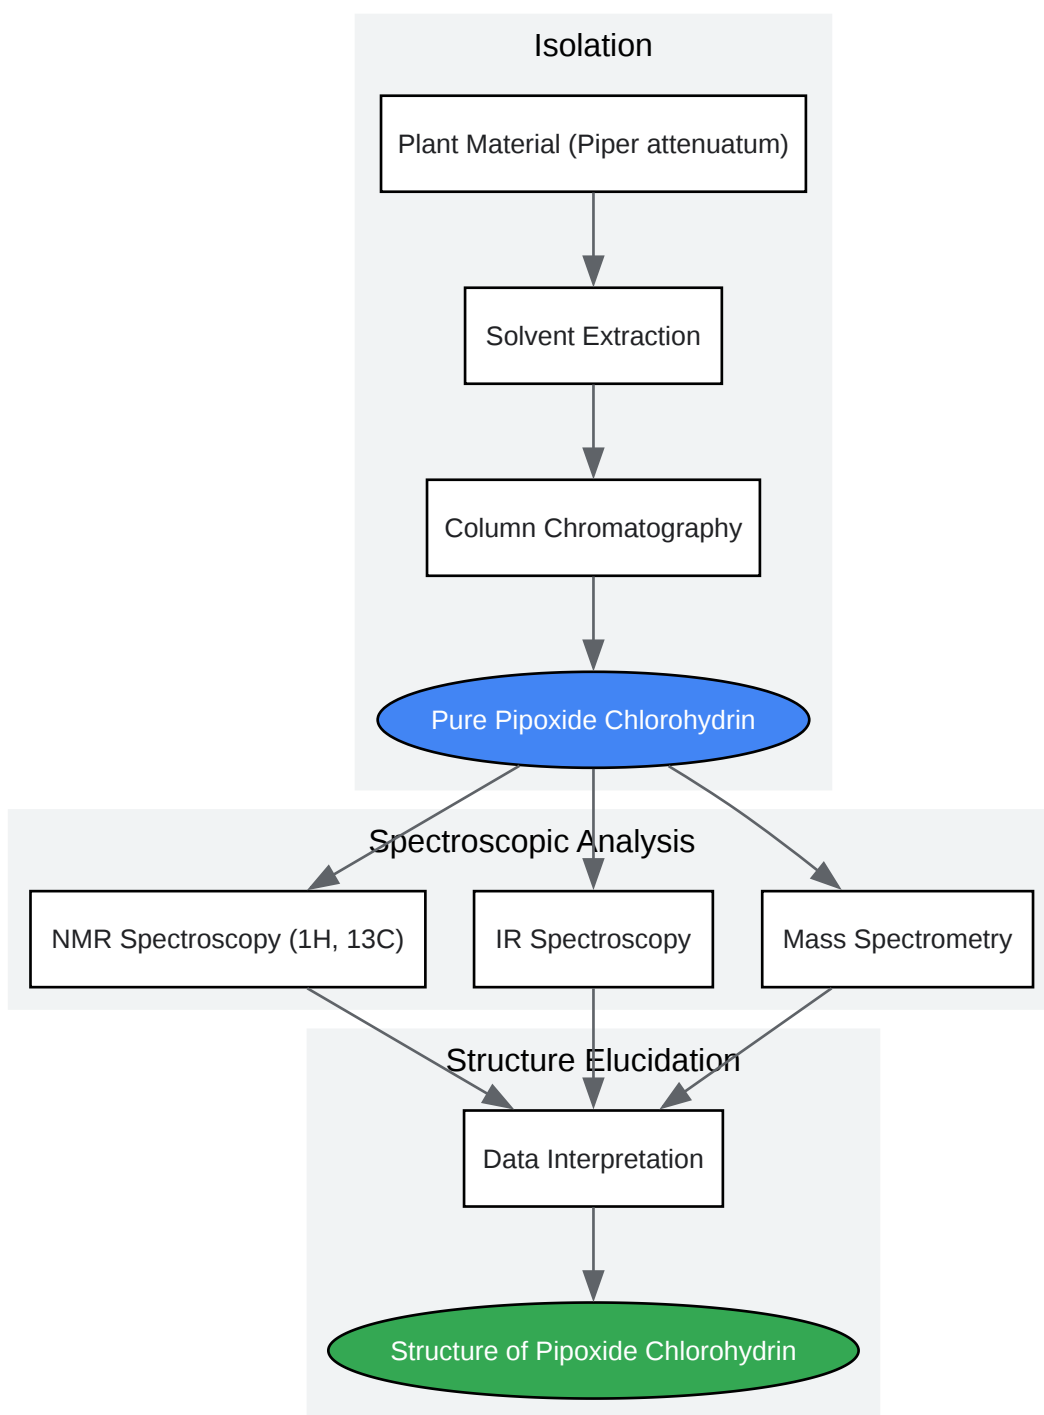 Isolation
Plant Material (Piper attenuatum)
Solvent Extraction
Column Chromatography
Pure Pipoxide Chlorohydrin
Spectroscopic Analysis
NMR Spectroscopy (1H, 13C)
IR Spectroscopy
Mass Spectrometry
Structure Elucidation
Data Interpretation
Structure of Pipoxide Chlorohydrin